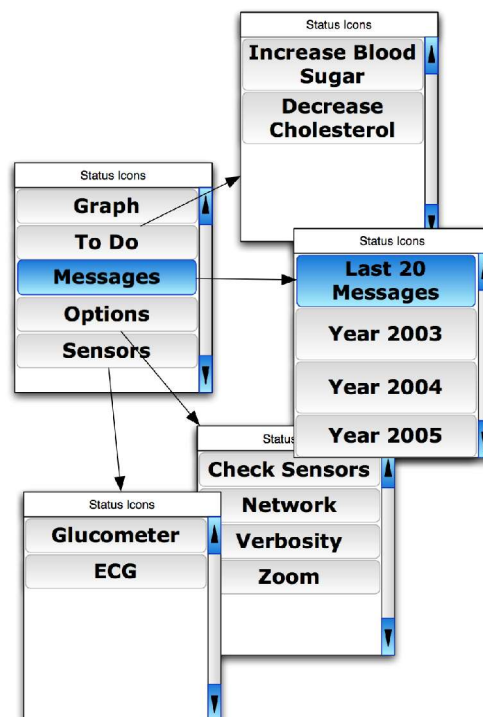 Status Icons
Increase Blood
Sugar
Decrease
Cholesterol
Status Icons
Graph
To Do
Messages
Options
Sensors
Status Icons
Last 20
Messages
Year 2003
Year 2004
Year 2005
Check Sensors
Network
Verbosity
Zoom
Status Icons
Glucometer
ECG